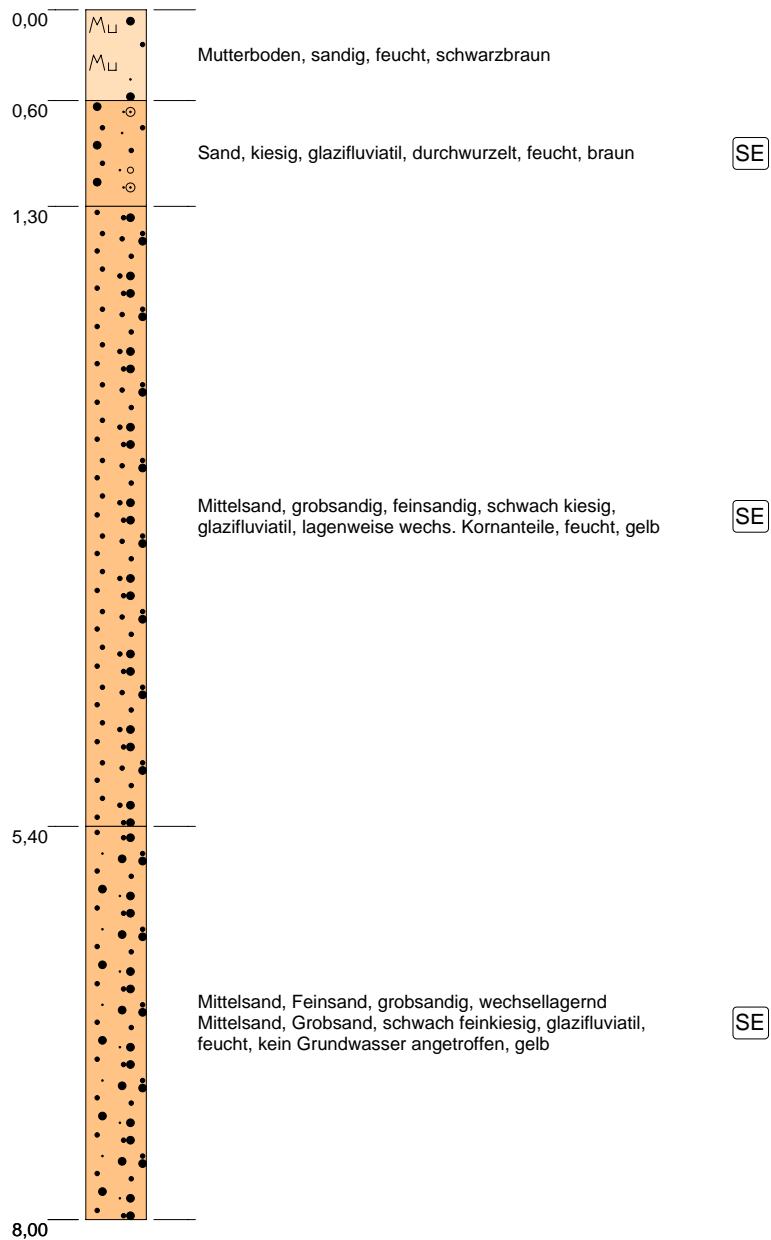 0,00
Mu
Mu
Mutterboden, sandig, feucht, schwarzbraun
0,60
Sand, kiesig, glazifluviatil, durchwurzelt, feucht, braun
SE
1,30
Mittelsand, grobsandig, feinsandig, schwach kiesig,
glazifluviatil, lagenweise wechs. Kornanteile, feucht, gelb
SE
5,40
Mittelsand, Feinsand, grobsandig, wechsellagernd
Mittelsand, Grobsand, schwach feinkiesig, glazifluviatil,
feucht, kein Grundwasser angetroffen, gelb
SE
8,00